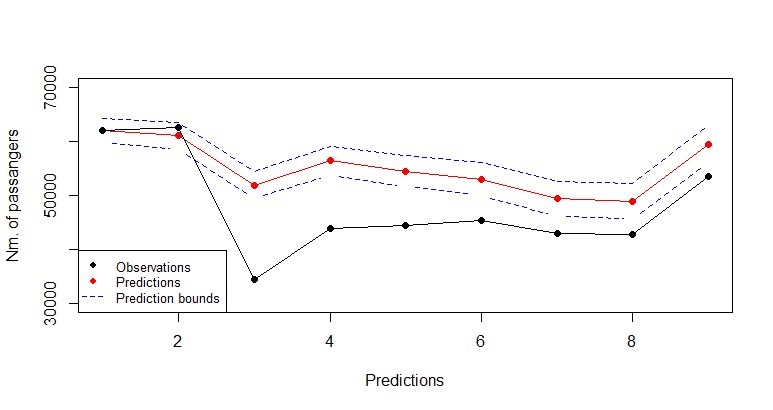 70000
50000
30000
Nm. of passangers
Observations
Predictions
Prediction bounds
2 4 6 8
Predictions